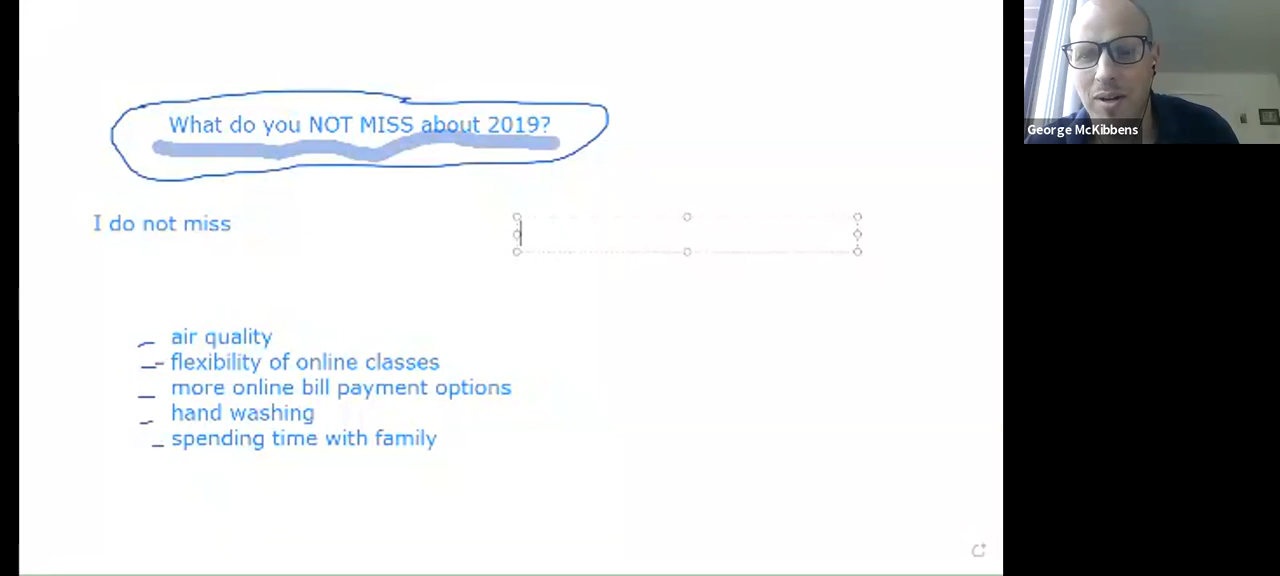 What do you NOT MISS about 2019?
George McKibbens
I do not miss
air quality
flexibility of online classes
more online bill payment options
hand washing
spending time with family